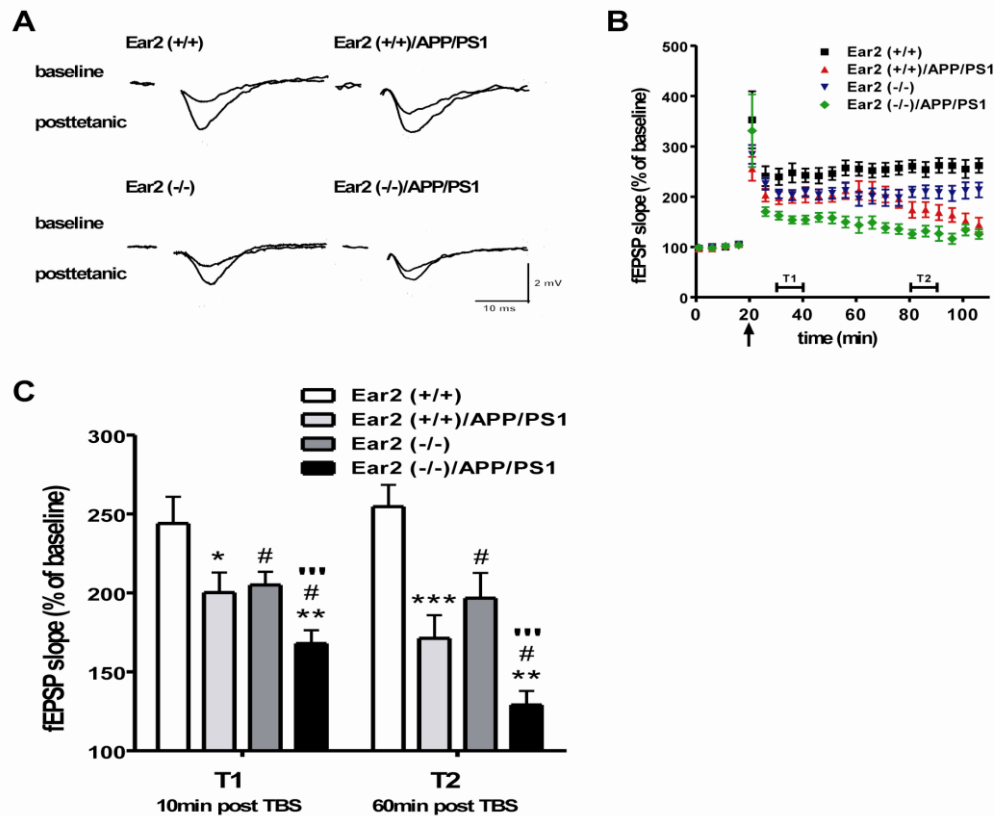 A
Ear2 (+/+)
Ear2 (+/+)/APP/PS1
baseline
posttetanic
Ear2 (-/-)
Ear2 (-/-)/APP/PS1
baseline
posttetanic
2 mV
10 ms
B
Ear2 (+/+)
Ear2 (+/+)/APP/PS1
Ear2 (-/-)
Ear2 (-/-)/APP/PS1
fEPSP slope (% of baseline)
500
400
300
200
100
0
T1
T2
0 20 40 60 80 100
time (min)
C
Ear2 (+/+)
Ear2 (+/+)/APP/PS1
Ear2 (-/-)
Ear2 (-/-)/APP/PS1
fEPSP slope (% of baseline)
300
250
200
150
100
*
#
'''
#
**
***
#
'''
#
**
T1
T2
10min post TBS
60min post TBS